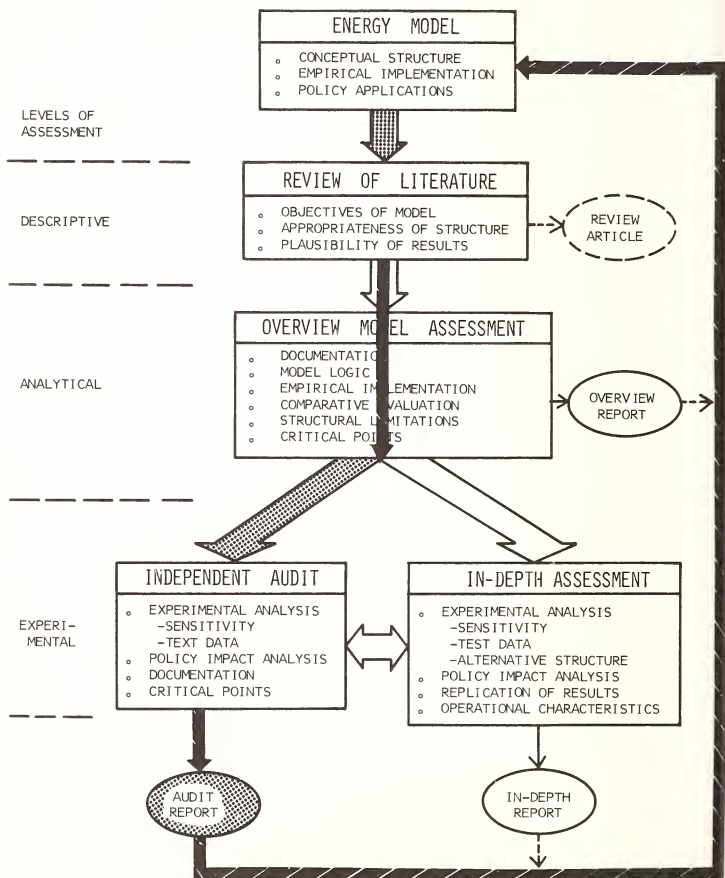 ENERGY MODEL
CONCEPTUAL STRUCTURE
EMPIRICAL IMPLEMENTATION
POLICY APPLICATIONS
LEVELS OF
ASSESSMENT
REVIEW OF LITERATURE
DESCRIPTIVE
OBJECTIVES OF MODEL
APPROPRIATENESS OF STRUCTURE
PLAUSIBILITY OF RESULTS
REVIEW
ARTICLE
OVERVIEW MODEL ASSESSMENT
ANALYTICAL
DOCUMENTATION
MODEL LOGIC
EMPIRICAL IMPLEMENTATION
COMPARATIVE EVALUATION
STRUCTURAL LIMITATIONS
CRITICAL POINTS
OVERVIEW
REPORT
EXPERI-
MENTAL
INDEPENDENT AUDIT
EXPERIMENTAL ANALYSIS
-SENSITIVITY
-TEXT DATA
POLICY IMPACT ANALYSIS
DOCUMENTATION
CRITICAL POINTS
IN-DEPTH ASSESSMENT
EXPERIMENTAL ANALYSIS
-SENSITIVITY
-TEST DATA
-ALTERNATIVE STRUCTURE
POLICY IMPACT ANALYSIS
REPLICATION OF RESULTS
OPERATIONAL CHARACTERISTICS
AUDIT
REPORT
IN-DEPTH
REPORT